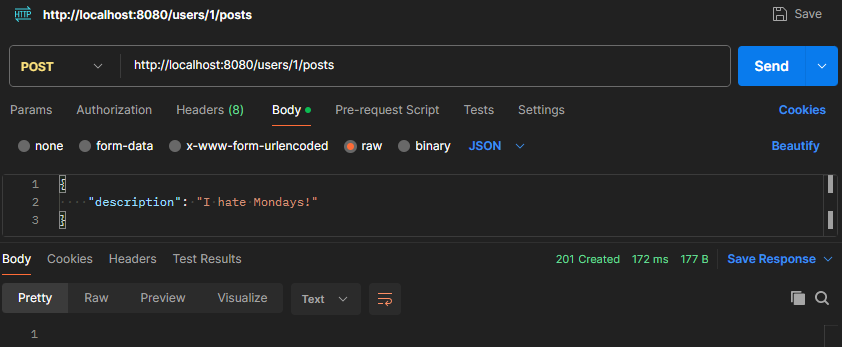 HTTP http://localhost:8080/users/1/posts Save
POST http://localhost:8080/users/1/posts Send
Params Authorization Headers (8) Body Pre-request Script Tests Settings Cookies
none form-data x-www-form-urlencoded raw binary JSON Beautify
1 {
2 ····"description": "I·hate·Mondays!"
3 }
Body Cookies Headers Test Results 201 Created 172 ms 177 B Save Response
Pretty Raw Preview Visualize Text
1